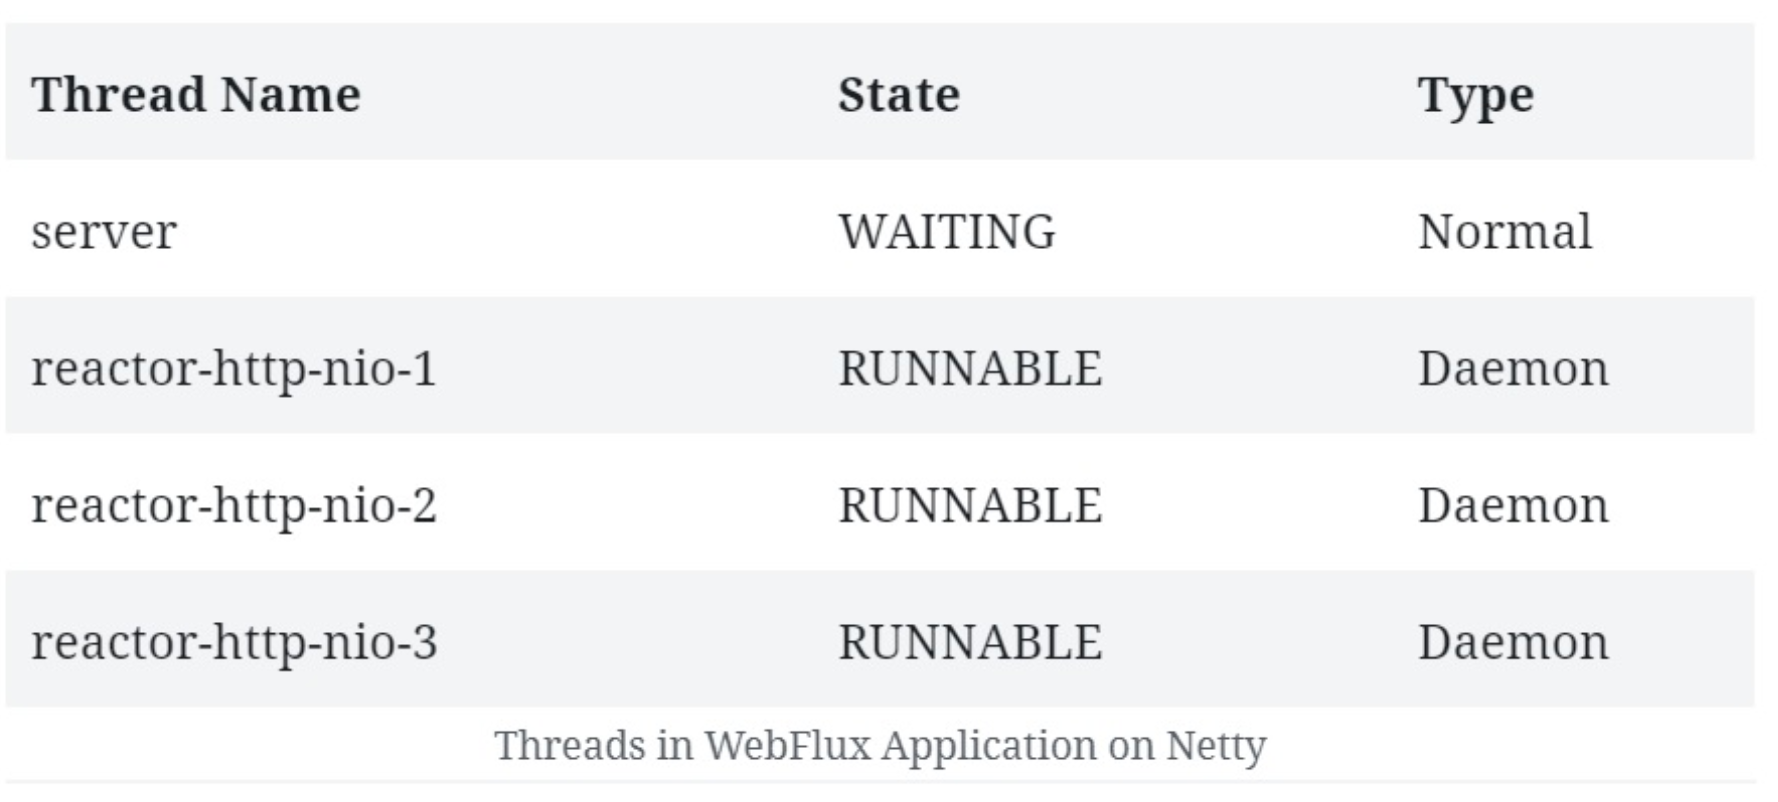 Thread Name State Type
server WAITING Normal
reactor-http-nio-1 RUNNABLE Daemon
reactor-http-nio-2 RUNNABLE Daemon
reactor-http-nio-3 RUNNABLE Daemon
Threads in WebFlux Application on Netty